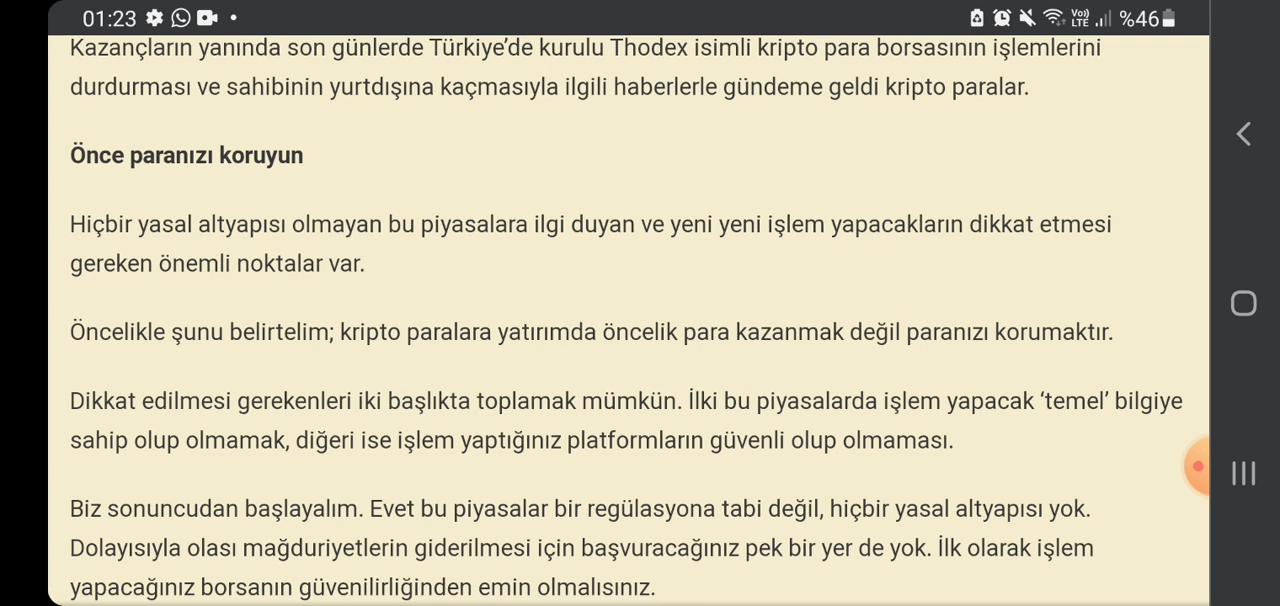 01:23
Vo))
LTE
%46
Kazançların yanında son günlerde Türkiye’de kurulu Thodex isimli kripto para borsasının işlemlerini
durdurması ve sahibinin yurtdışına kaçmasıyla ilgili haberlerle gündeme geldi kripto paralar.
Önce paranızı koruyun
Hiçbir yasal altyapısı olmayan bu piyasalara ilgi duyan ve yeni yeni işlem yapacakların dikkat etmesi
gereken önemli noktalar var.
Öncelikle şunu belirtelim; kripto paralara yatırımda öncelik para kazanmak değil paranızı korumaktır.
Dikkat edilmesi gerekenleri iki başlıkta toplamak mümkün. İlki bu piyasalarda işlem yapacak ‘temel’ bilgiye
sahip olup olmamak, diğeri ise işlem yaptığınız platformların güvenli olup olmaması.
Biz sonuncudan başlayalım. Evet bu piyasalar bir regülasyona tabi değil, hiçbir yasal altyapısı yok.
Dolayısıyla olası mağduriyetlerin giderilmesi için başvuracağınız pek bir yer de yok. İlk olarak işlem
yapacağınız borsanın güvenilirliğinden emin olmalısınız.